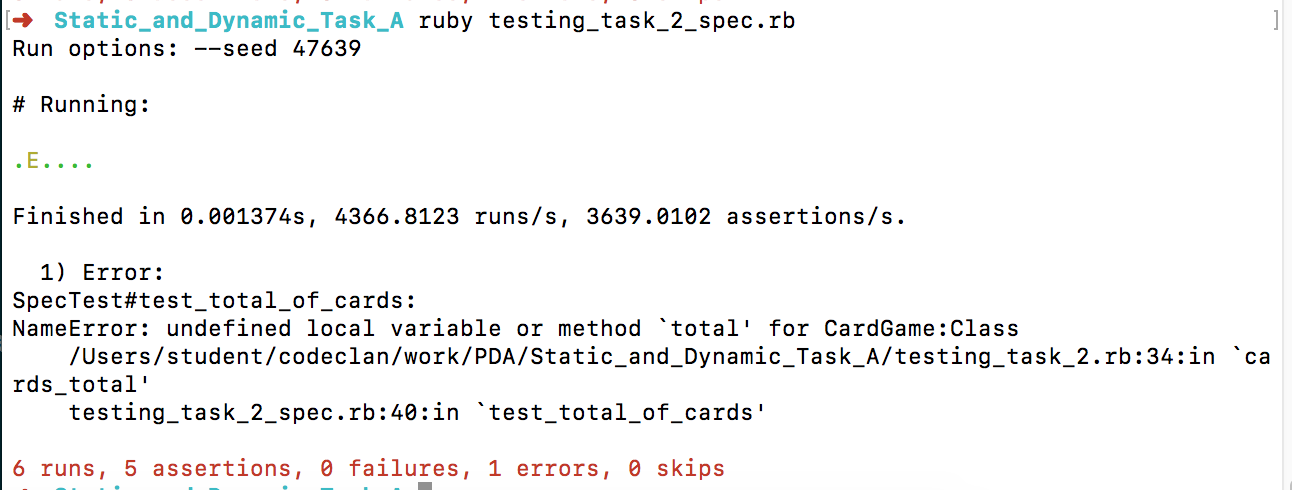 [➜ Static_and_Dynamic_Task_A ruby testing_task_2_spec.rb ]
Run options: --seed 47639
# Running:
.E....
Finished in 0.001374s, 4366.8123 runs/s, 3639.0102 assertions/s.
1) Error:
SpecTest#test_total_of_cards:
NameError: undefined local variable or method `total' for CardGame:Class
/Users/student/codeclan/work/PDA/Static_and_Dynamic_Task_A/testing_task_2.rb:34:in `ca
rds_total'
testing_task_2_spec.rb:40:in `test_total_of_cards'
6 runs, 5 assertions, 0 failures, 1 errors, 0 skips